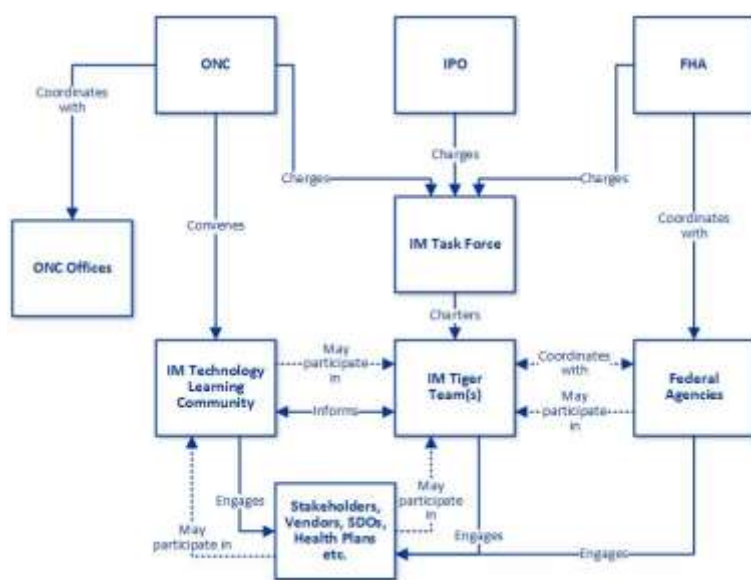 ONC
IPO
FHA
Coordinates
with
Charges
Charges
Charges
Convenes
Coordinates
with
ONC Offices
IM Task Force
Charters
IM Technology
Learning
Community
May
participate
in
Informs
IM Tiger
Team(s)
Coordinates
with
May
participate
in
Federal
Agencies
May
participate in
Engages
Stakeholders,
Vendors, SDOs,
Health Plans
etc.
May
participate
in
Engages
Engages